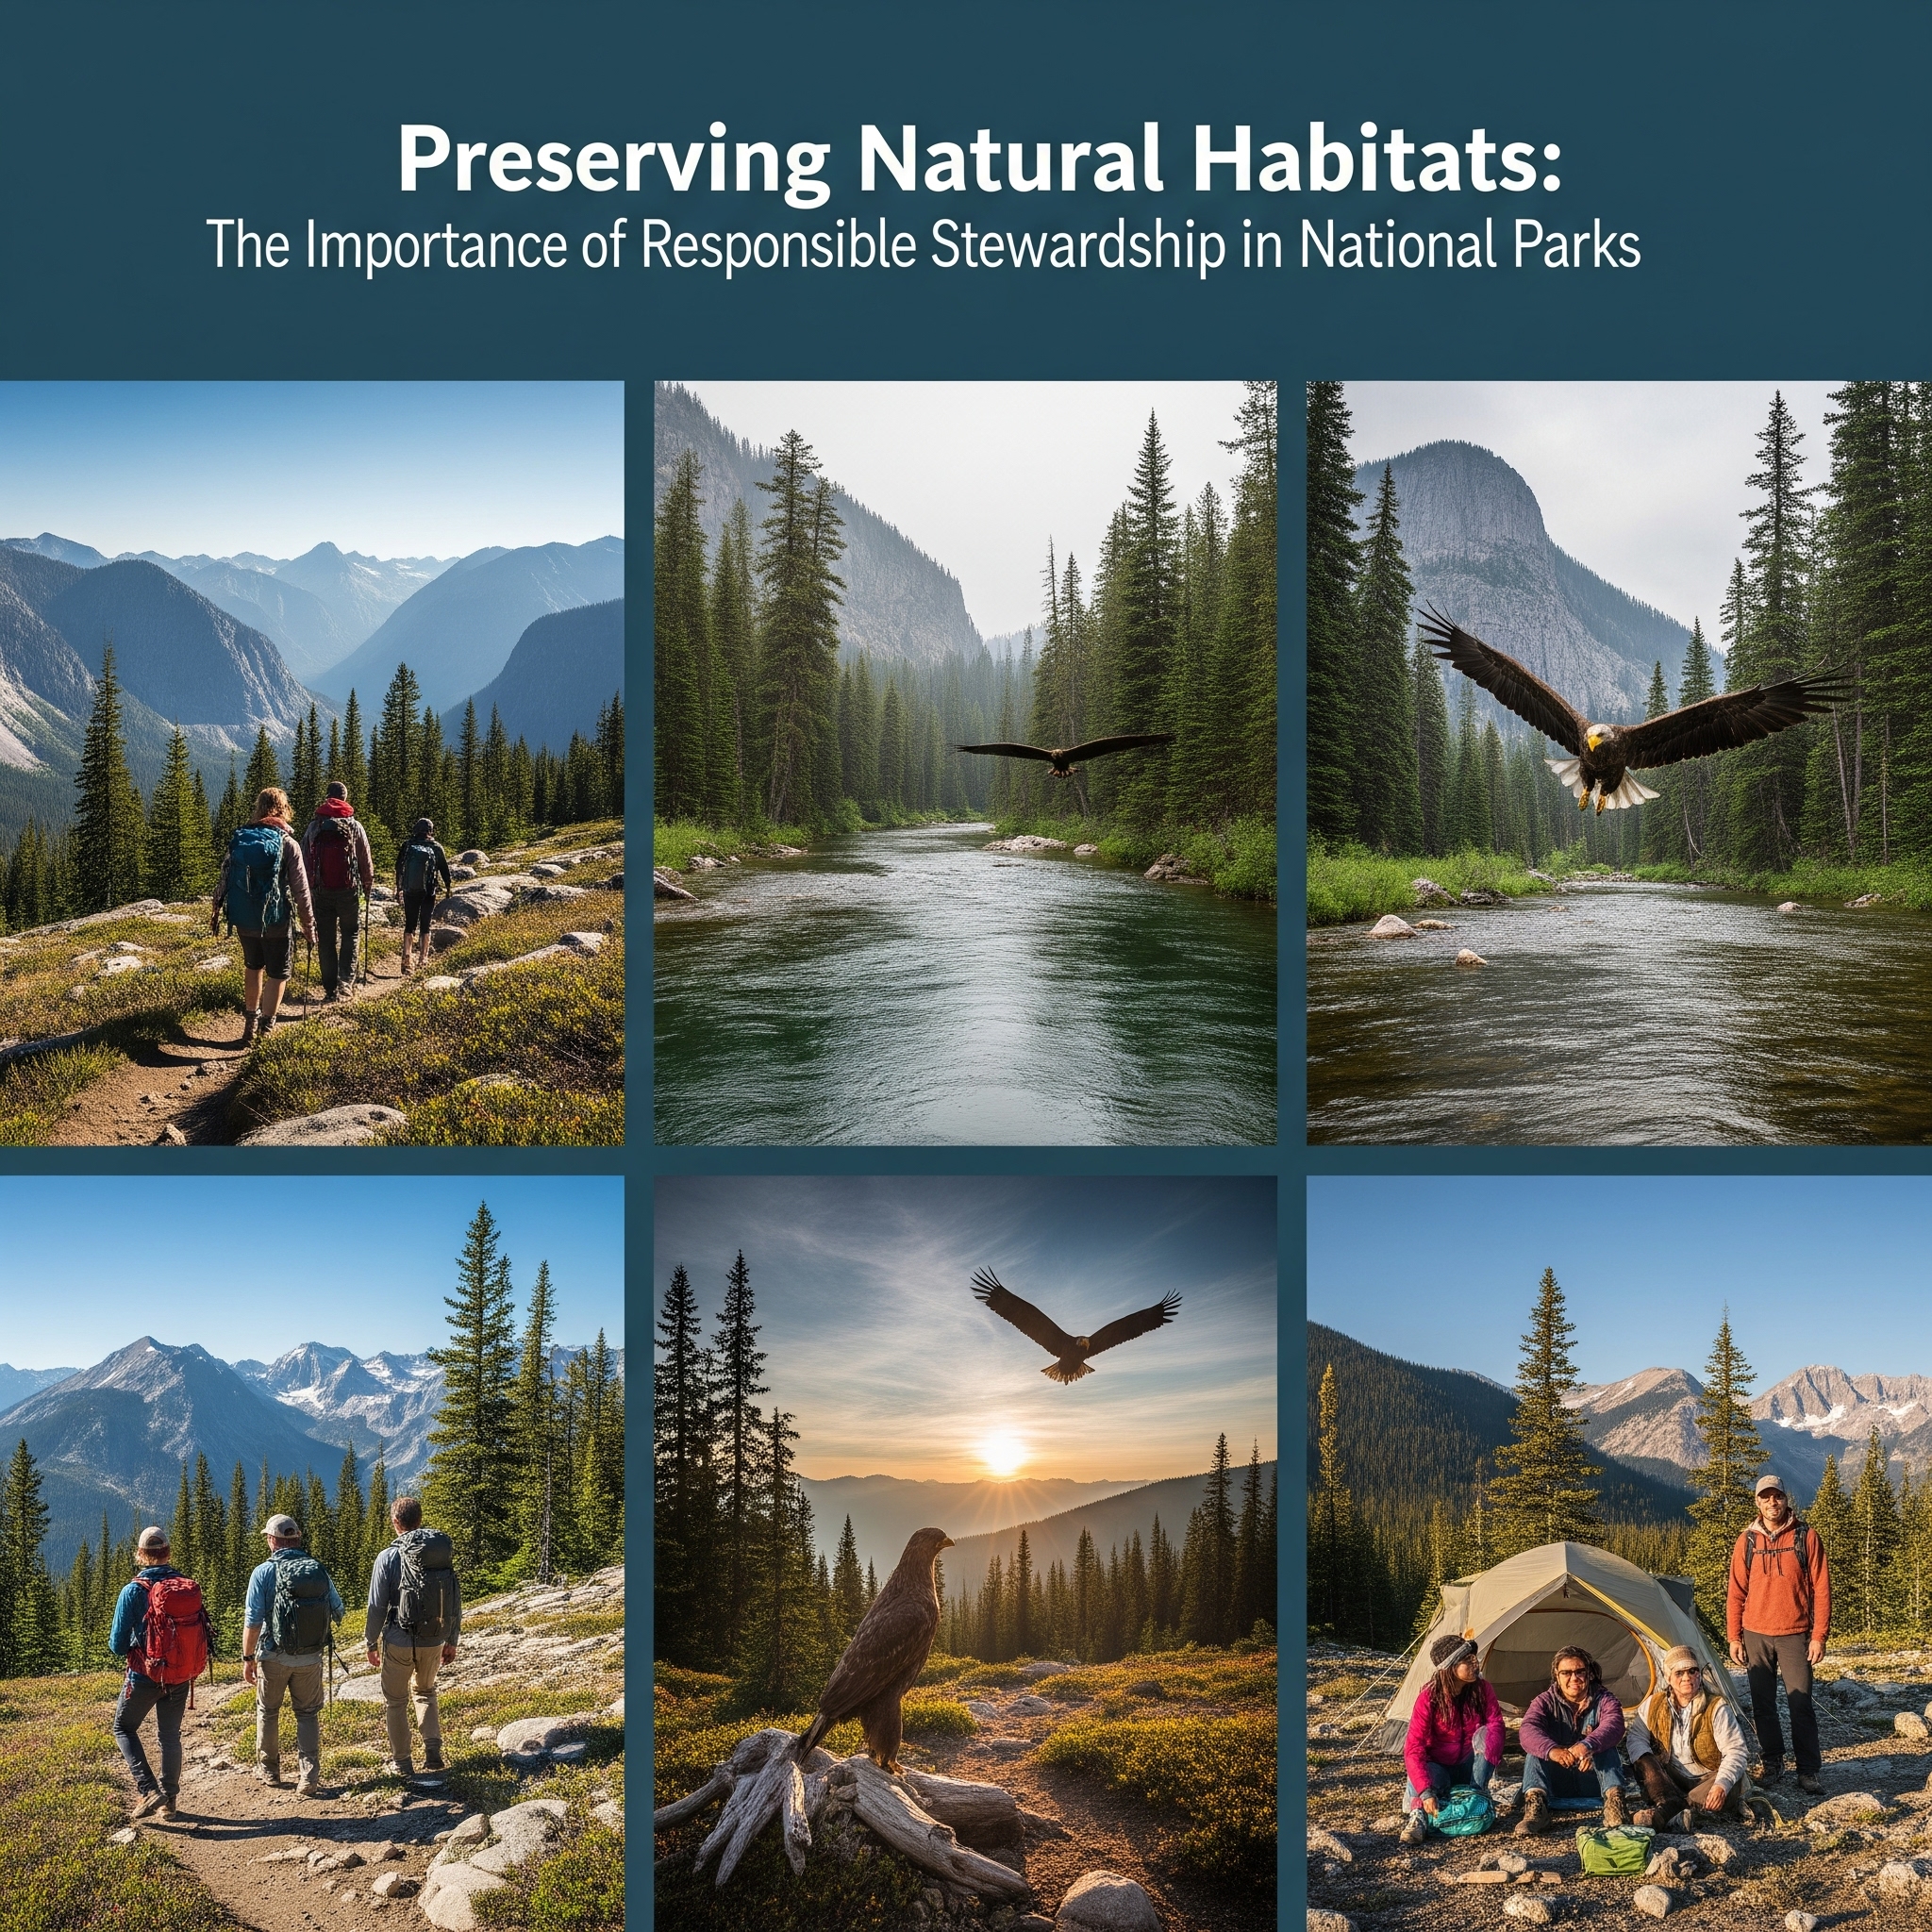 Preserving Natural Habitats:
The Importance of Responsible Stewardship in National Parks